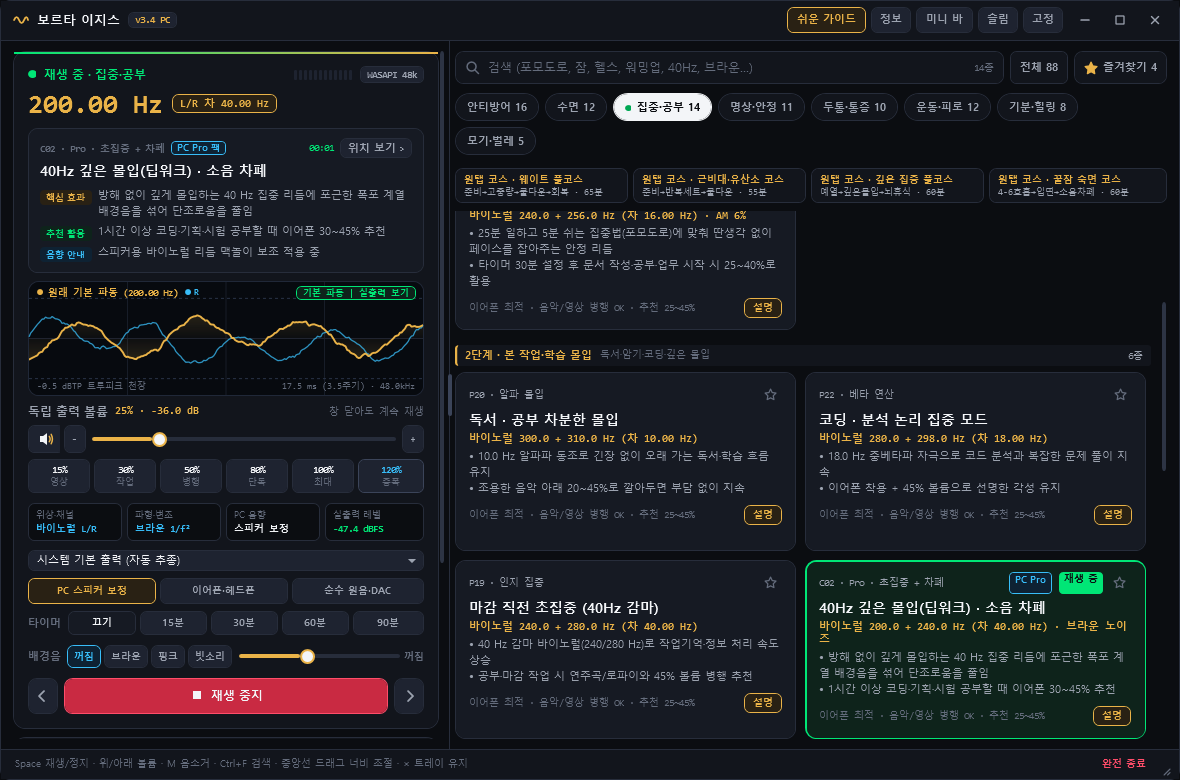 보르타 이지스 v3.4 PC
쉬운 가이드 정보 미니 바 슬림 고정
재생 중 · 집중·공부 WASAPI 48k
200.00 Hz L/R 차 40.00 Hz
C02 · Pro · 초집중 + 차폐 PC Pro 팩 00:01 위치 보기 ›
40Hz 깊은 몰입(딥워크) · 소음 차폐
핵심 효과 방해 없이 깊게 몰입하는 40 Hz 집중 리듬에 포근한 폭포 계열
배경음을 섞어 단조로움을 줄임
추천 활용 1시간 이상 코딩·기획·시험 공부할 때 이어폰 30~45% 추천
음향 안내 스피커용 바이노럴 리듬 맥놀이 보조 적용 중
원래 기본 파동 (200.00 Hz) R 기본 파동 | 실출력 보기
-0.5 dBTP 트루피크 천장 17.5 ms (3.5주기) · 48.0kHz
독립 출력 볼륨 25% · -36.0 dB 창 닫아도 계속 재생
- +
15% 30% 50% 80% 100% 120%
명상 작업 병행 단독 최대 증폭
위상·채널 파형·변조 PC 음향 실출력 레벨
바이노럴 L/R 브라운 1/f² 스피커 보정 -47.4 dBFS
시스템 기본 출력 (자동 추종)
PC 스피커 보정 이어폰·헤드폰 순수 원음·DAC
타이머 끄기 15분 30분 60분 90분
배경음 꺼짐 브라운 핑크 빗소리 꺼짐
재생 중지
검색 (포모도로, 잠, 헬스, 워밍업, 40Hz, 브라운…) 14종 전체 88 즐겨찾기 4
안티방어 16 수면 12 집중·공부 14 명상·안정 11 두통·통증 10 운동·피로 12 기분·힐링 8
모기·벌레 5
원탭 코스 · 웨이트 풀코스
준비→고중량→쿨다운→회복 · 65분
원탭 코스 · 근비대·유산소 코스
준비→반복세트→쿨다운 · 55분
원탭 코스 · 깊은 집중 풀코스
예열→깊은몰입→뇌휴식 · 60분
원탭 코스 · 꿀잠 숙면 코스
4-6호흡→입면→소음차폐 · 60분
바이노럴 240.0 + 256.0 Hz (차 16.00 Hz) · AM 6%
• 25분 일하고 5분 쉬는 집중법(포모도로)에 맞춰 딴생각 없이
페이스를 잡아주는 안정 리듬
• 타이머 30분 설정 후 문서 작성·공부·업무 시작 시 25~40%로
활용
이어폰 최적 · 음악/영상 병행 OK · 추천 25~45% 설명
2단계 · 본 작업·학습 몰입 독서·암기·코딩·깊은 몰입 6종
P20 · 알파 몰입
독서 · 공부 차분한 몰입
바이노럴 300.0 + 310.0 Hz (차 10.00 Hz)
• 10.0 Hz 알파파 동조로 긴장 없이 오래 가는 독서·학습 흐름
유지
• 조용한 음악 아래 20~45%로 깔아두면 부담 없이 지속
이어폰 최적 · 음악/영상 병행 OK · 추천 25~45% 설명
P22 · 베타 연산
코딩 · 분석 논리 집중 모드
바이노럴 280.0 + 298.0 Hz (차 18.00 Hz)
• 18.0 Hz 중베타파 자극으로 코드 분석과 복잡한 문제 풀이 지
속
• 이어폰 착용 + 45% 볼륨으로 선명한 각성 유지
이어폰 최적 · 음악/영상 병행 OK · 추천 25~45% 설명
P19 · 인지 집중
마감 직전 초집중 (40Hz 감마)
바이노럴 240.0 + 280.0 Hz (차 40.00 Hz)
• 40 Hz 감마 바이노럴(240/280 Hz)로 작업기억·정보 처리 속도
상승
• 공부·마감 작업 시 연주곡/로파이와 45% 볼륨 병행 추천
이어폰 최적 · 음악/영상 병행 OK · 추천 25~45% 설명
C02 · Pro · 초집중 + 차폐 PC Pro 재생 중
40Hz 깊은 몰입(딥워크) · 소음 차폐
바이노럴 200.0 + 240.0 Hz (차 40.00 Hz) · 브라운 노이
즈
• 방해 없이 깊게 몰입하는 40 Hz 집중 리듬에 포근한 폭포 계
열 배경음을 섞어 단조로움을 줄임
• 1시간 이상 코딩·기획·시험 공부할 때 이어폰 30~45% 추천
이어폰 최적 · 음악/영상 병행 OK · 추천 25~45% 설명
Space 재생/정지 · 위/아래 볼륨 · M 음소거 · Ctrl+F 검색 · 중앙선 드래그 너비 조절 · × 트레이 유지 완전 종료